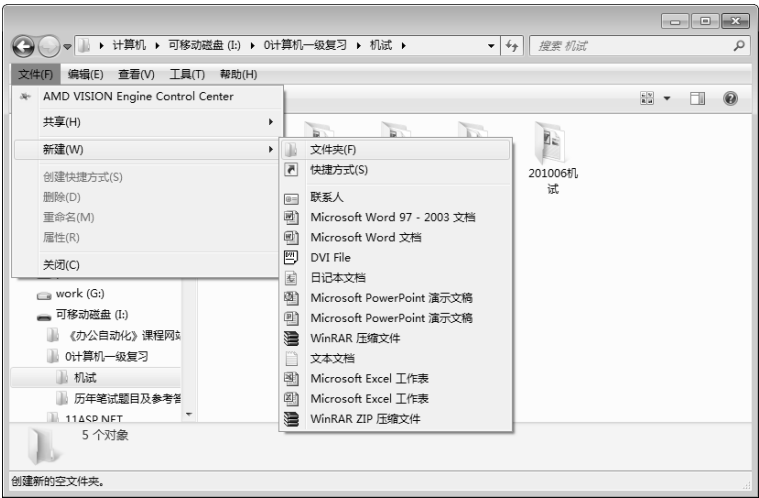 计算机 ▸ 可移动磁盘 (I:) ▸ 0计算机一级复习 ▸ 机试 ▸
搜索 机试
文件(F) 编辑(E) 查看(V) 工具(T) 帮助(H)
AMD VISION Engine Control Center
共享(H)
新建(W)
创建快捷方式(S)
删除(D)
重命名(M)
属性(R)
关闭(C)
文件夹(F)
快捷方式(S)
联系人
Microsoft Word 97 - 2003 文档
Microsoft Word 文档
DVI File
日记本文档
Microsoft PowerPoint 演示文稿
Microsoft PowerPoint 演示文稿
WinRAR 压缩文件
文本文档
Microsoft Excel 工作表
Microsoft Excel 工作表
WinRAR ZIP 压缩文件
201006机
试
work (G:)
可移动磁盘 (I:)
《办公自动化》课程网站
0计算机一级复习
机试
历年笔试题目及参考答
11ASP.NET
5 个对象
创建新的空文件夹。